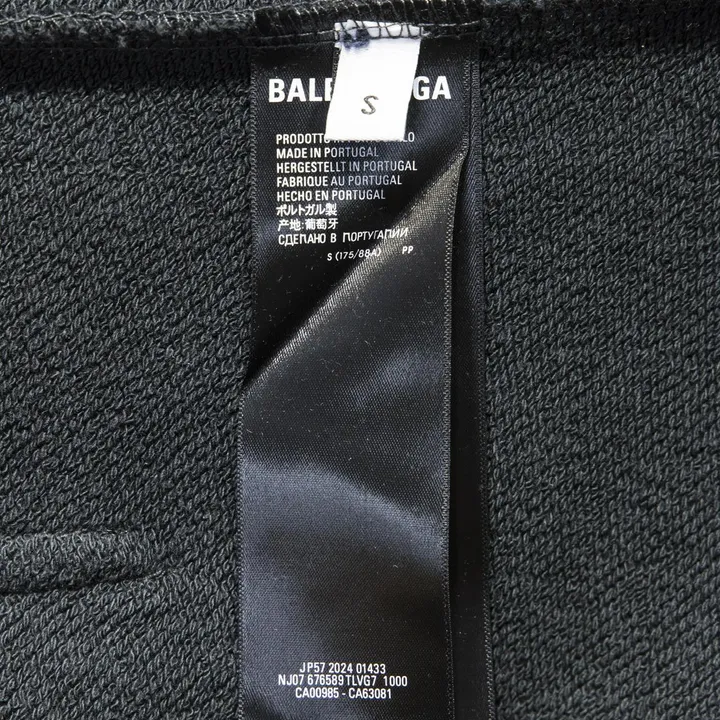 BALE GA
S
PRODOTTO
MADE IN PORTUGAL
HERGESTELLT IN PORTUGAL
FABRIQUE AU PORTUGAL
HECHO EN PORTUGAL
ポルトガル製
产地:葡萄牙
СДЕЛАНО В ПОРТУГАЛИИ
S (175/88A) PP
JP57 2024 01433
NJ07 676589 TLVG7 1000
CA00985 - CA63081